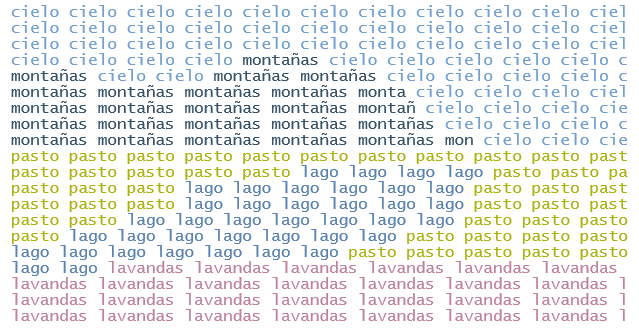 cielo cielo cielo cielo cielo cielo cielo cielo cielo cielo ciel
cielo cielo cielo cielo cielo cielo cielo cielo cielo cielo ciel
cielo cielo cielo cielo cielo cielo cielo cielo cielo cielo ciel
cielo cielo cielo cielo montañas cielo cielo cielo cielo cielo c
montañas cielo cielo montañas montañas cielo cielo cielo cielo c
montañas montañas montañas montañas monta cielo cielo cielo ciel
montañas montañas montañas montañas montañ cielo cielo cielo cie
montañas montañas montañas montañas montañas cielo cielo cielo c
montañas montañas montañas montañas montañas mon cielo cielo cie
pasto pasto pasto pasto pasto pasto pasto pasto pasto pasto past
pasto pasto pasto pasto pasto lago lago lago lago pasto pasto pa
pasto pasto pasto lago lago lago lago lago lago pasto pasto past
pasto pasto pasto lago lago lago lago lago lago pasto pasto past
pasto pasto lago lago lago lago lago lago lago pasto pasto pasto
pasto lago lago lago lago lago lago lago pasto pasto pasto pasto
lago lago lago lago lago lago lago pasto pasto pasto pasto pasto
lago lago lavandas lavandas lavandas lavandas lavandas lavandas
lavandas lavandas lavandas lavandas lavandas lavandas lavandas l
lavandas lavandas lavandas lavandas lavandas lavandas lavandas l
lavandas lavandas lavandas lavandas lavandas lavandas lavandas l